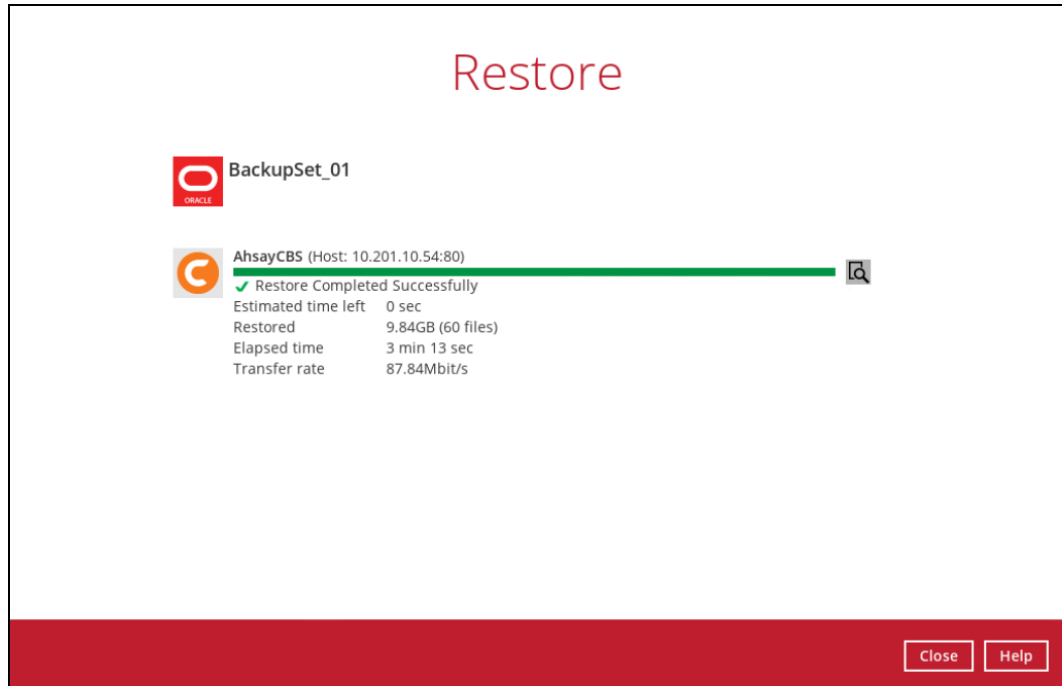 Restore
BackupSet_01
ORACLE
AhsayCBS (Host: 10.201.10.54:80)
Restore Completed Successfully
Estimated time left 0 sec
Restored 9.84GB (60 files)
Elapsed time 3 min 13 sec
Transfer rate 87.84Mbit/s
Close Help